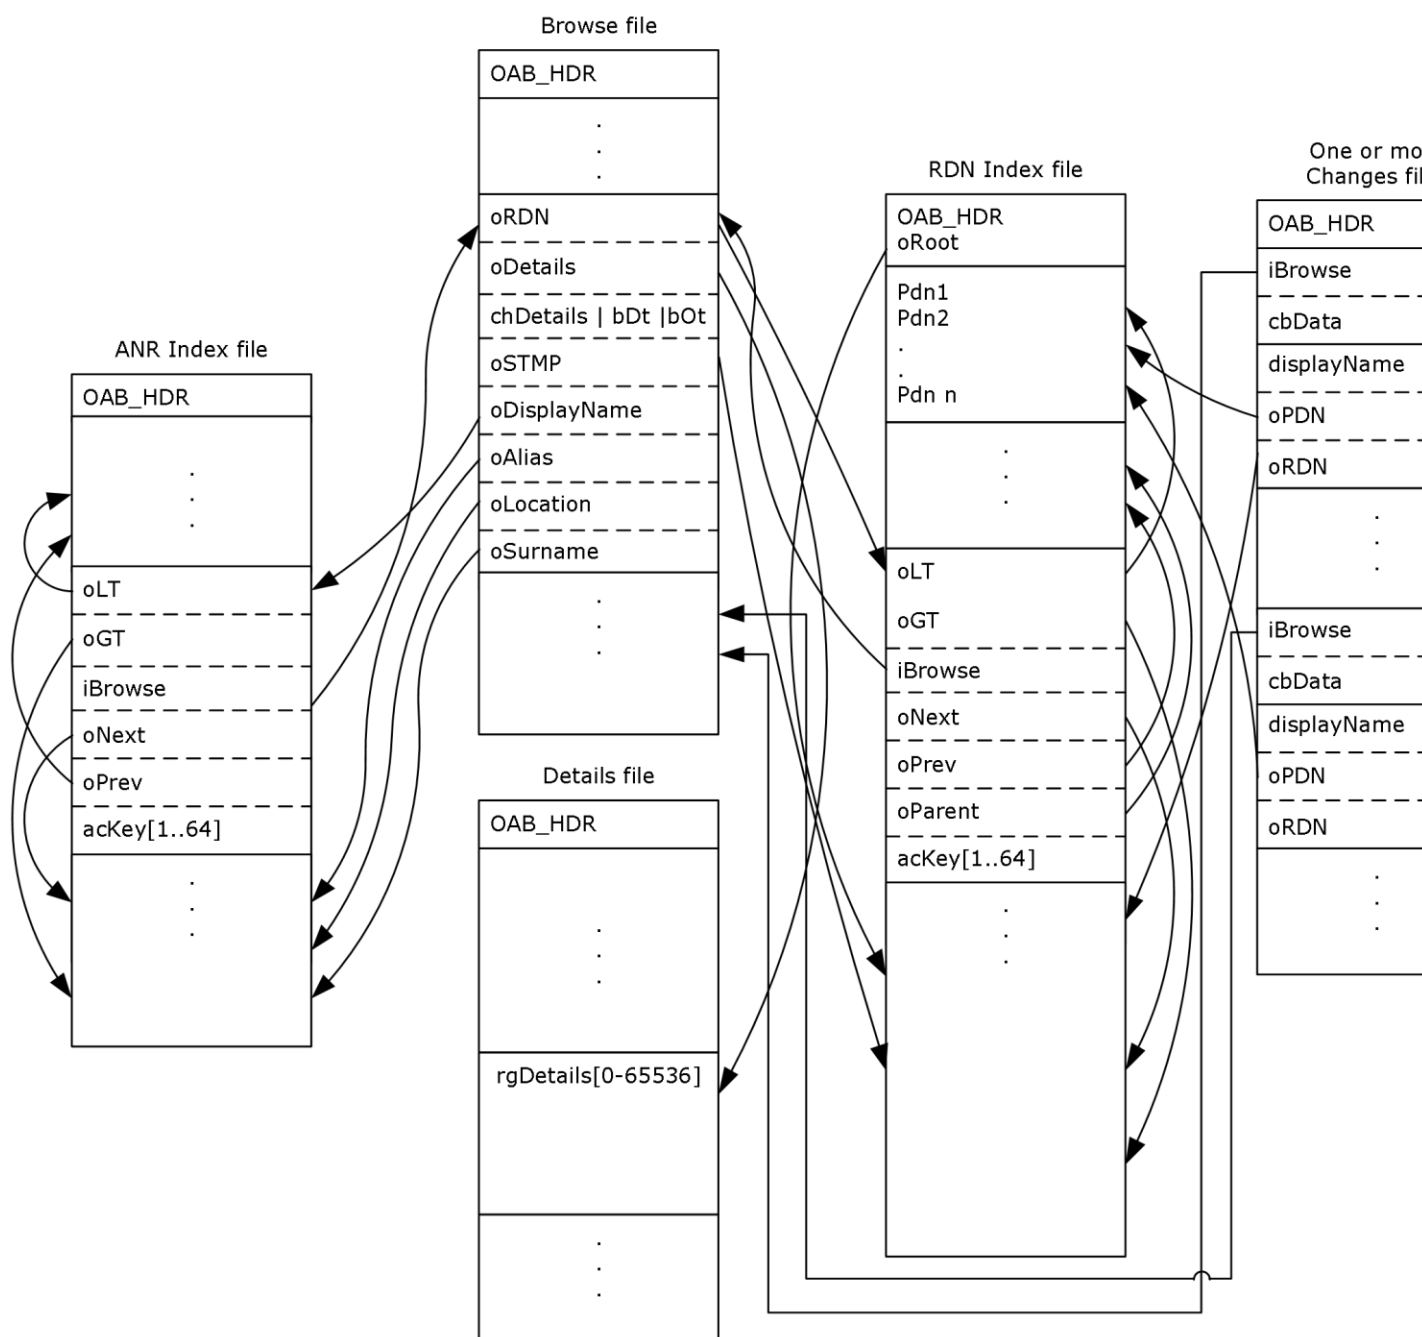 Browse file
OAB_HDR
.
.
.
oRDN
oDetails
chDetails | bDt |bOt
oSTMP
oDisplayName
oAlias
oLocation
oSurname
.
.
.
ANR Index file
OAB_HDR
.
.
.
oLT
oGT
iBrowse
oNext
oPrev
acKey[1..64]
.
.
.
Details file
OAB_HDR
.
.
.
rgDetails[0-65536]
.
.
.
RDN Index file
OAB_HDR
oRoot
Pdn1
Pdn2
.
.
Pdn n
.
.
.
oLT
oGT
iBrowse
oNext
oPrev
oParent
acKey[1..64]
.
.
.
One or mo
Changes fil
OAB_HDR
iBrowse
cbData
displayName
oPDN
oRDN
.
.
.
iBrowse
cbData
displayName
oPDN
oRDN
.
.
.